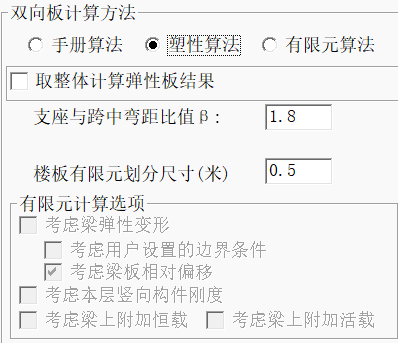 双向板计算方法
手册算法 塑性算法 有限元算法
取整体计算弹性板结果
支座与跨中弯距比值β: 1.8
楼板有限元划分尺寸(米) 0.5
有限元计算选项
考虑梁弹性变形
考虑用户设置的边界条件
考虑梁板相对偏移
考虑本层竖向构件刚度
考虑梁上附加恒载 考虑梁上附加活载